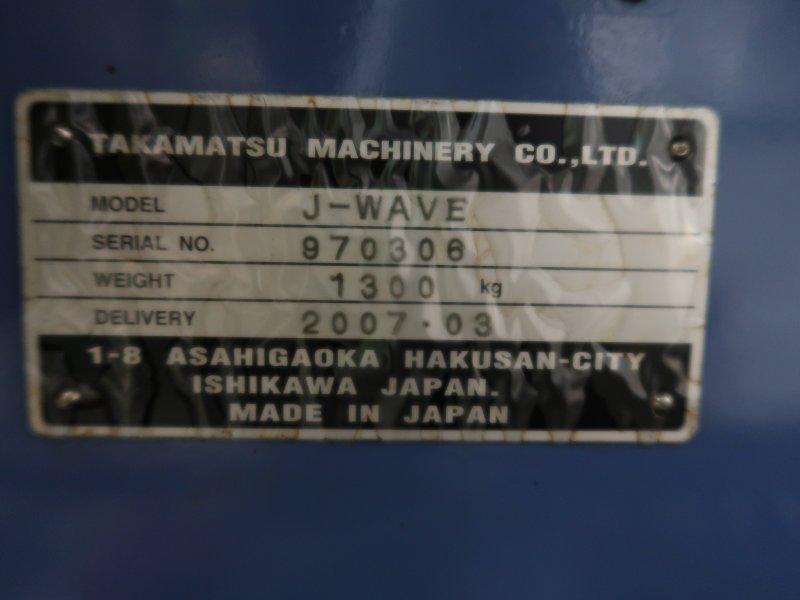 TAKAMATSU MACHINERY CO.,LTD.
MODEL J-WAVE
SERIAL NO. 970306
WEIGHT 1300 kg
DELIVERY 2007·03
1-8 ASAHIGAOKA HAKUSAN-CITY
ISHIKAWA JAPAN.
MADE IN JAPAN